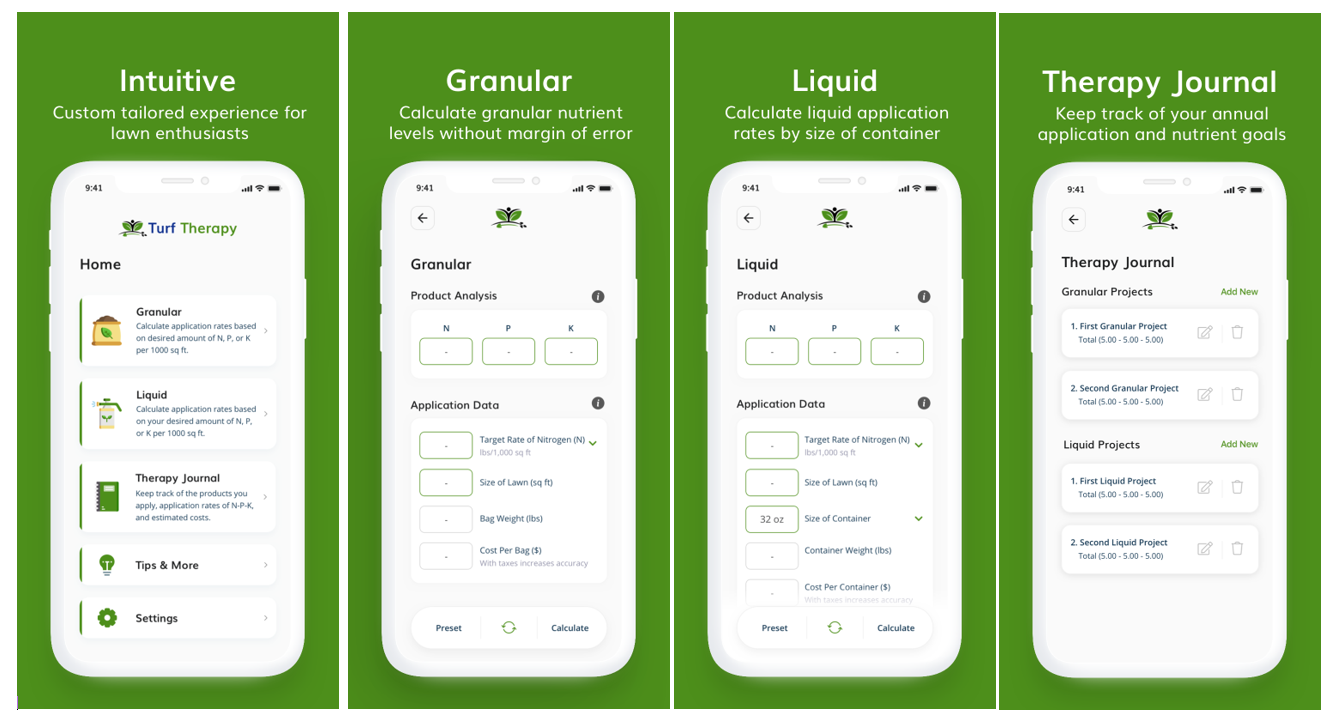 Intuitive
Custom tailored experience for
lawn enthusiasts
9:41
Turf Therapy
Home
Granular
Calculate application rates based
on desired amount of N, P, or K
per 1000 sq ft.
Liquid
Calculate application rates based
on your desired amount of N, P,
or K per 1000 sq ft.
Therapy Journal
Keep track of the products you
apply, application rates of N-P-K,
and estimated costs.
Tips & More
Settings
Granular
Calculate granular nutrient
levels without margin of error
9:41
Granular
Product Analysis
N P K
- - -
Application Data
- Target Rate of Nitrogen (N)
lbs/1,000 sq ft
- Size of Lawn (sq ft)
- Bag Weight (lbs)
- Cost Per Bag ($)
With taxes increases accuracy
Preset Calculate
Liquid
Calculate liquid application
rates by size of container
9:41
Liquid
Product Analysis
N P K
- - -
Application Data
- Target Rate of Nitrogen (N)
lbs/1,000 sq ft
- Size of Lawn (sq ft)
32 oz Size of Container
- Container Weight (lbs)
- Cost Per Container ($)
With taxes increases accuracy
Preset Calculate
Therapy Journal
Keep track of your annual
application and nutrient goals
9:41
Therapy Journal
Granular Projects Add New
1. First Granular Project
Total (5.00 - 5.00 - 5.00)
2. Second Granular Project
Total (5.00 - 5.00 - 5.00)
Liquid Projects Add New
1. First Liquid Project
Total (5.00 - 5.00 - 5.00)
2. Second Liquid Project
Total (5.00 - 5.00 - 5.00)